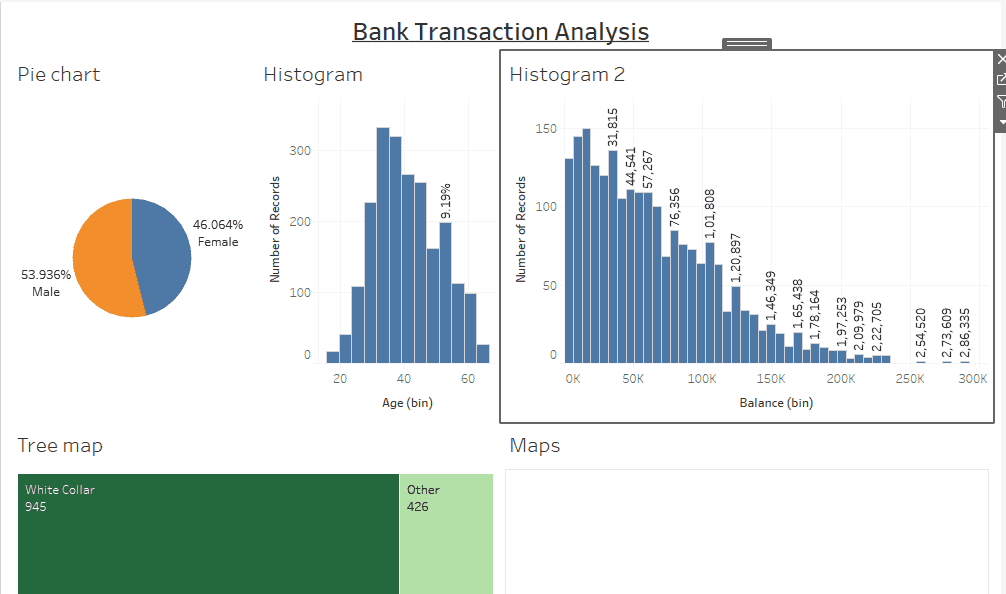 Bank Transaction Analysis
Pie chart
46.064%
Female
53.936%
Male
Histogram
Number of Records
300
200
100
0
9.19%
20 40 60
Age (bin)
Histogram 2
Number of Records
150
100
50
0
31,815
44,541
57,267
76,356
1,01,808
1,20,897
1,46,349
1,65,438
1,78,164
1,97,253
2,09,979
2,22,705
2,54,520
2,73,609
2,86,335
0K 50K 100K 150K 200K 250K 300K
Balance (bin)
Tree map
White Collar
945
Other
426
Maps